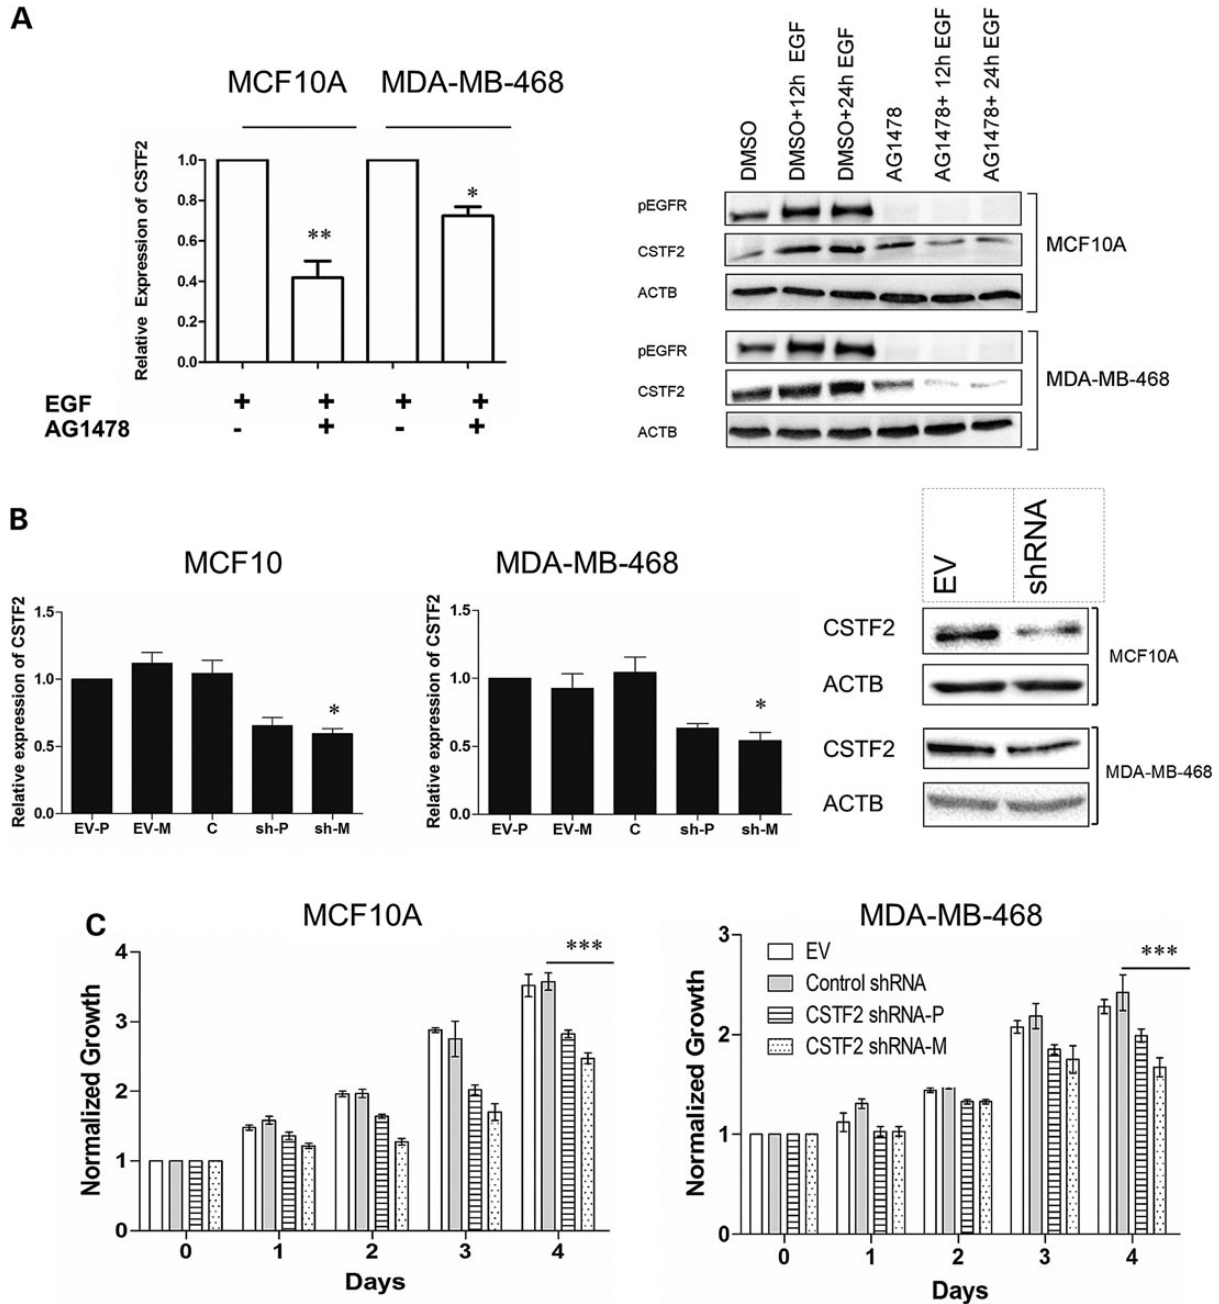 A
MCF10A
MDA-MB-468
Relative Expression of CSTF2
1.0
0.8
0.6
0.4
0.2
0.0
**
*
EGF + + + +
AG1478 - + - +
DMSO
DMSO+12h EGF
DMSO+24h EGF
AG1478
AG1478+ 12h EGF
AG1478+ 24h EGF
pEGFR
CSTF2
ACTB
MCF10A
pEGFR
CSTF2
ACTB
MDA-MB-468
B
MCF10
Relative expression of CSTF2
1.5
1.0
0.5
0.0
*
EV-P EV-M C sh-P sh-M
MDA-MB-468
Relative expression of CSTF2
1.5
1.0
0.5
0.0
*
EV-P EV-M C sh-P sh-M
EV
shRNA
CSTF2
ACTB
MCF10A
CSTF2
ACTB
MDA-MB-468
C
MCF10A
Normalized Growth
4
3
2
1
0
***
0 1 2 3 4
Days
MDA-MB-468
Normalized Growth
3
2
1
0
EV
Control shRNA
CSTF2 shRNA-P
CSTF2 shRNA-M
***
0 1 2 3 4
Days